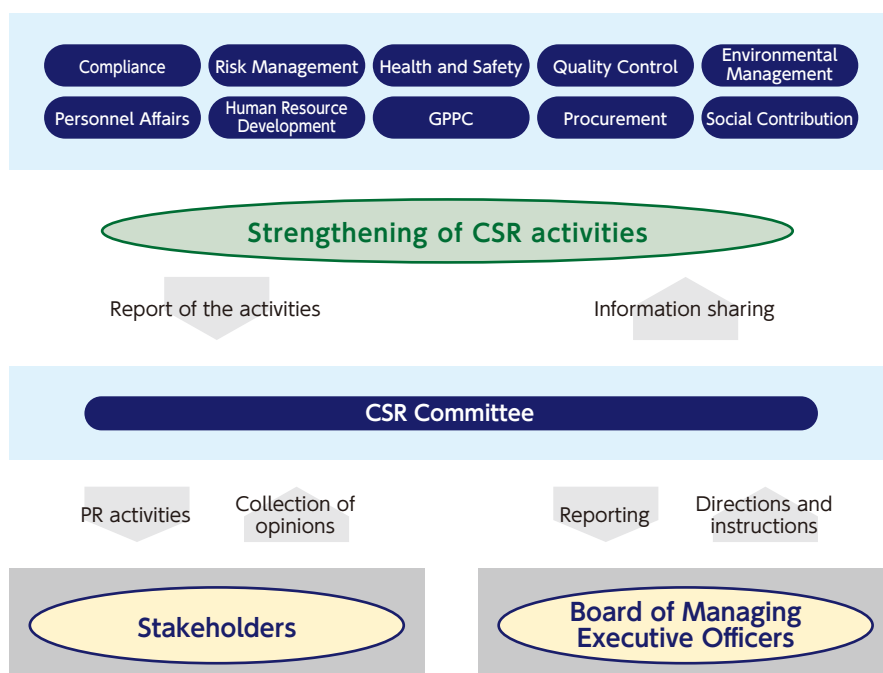 Compliance
Risk Management
Health and Safety
Quality Control
Environmental
Management
Personnel Affairs
Human Resource
Development
GPPC
Procurement
Social Contribution
Strengthening of CSR activities
Report of the activities
Information sharing
CSR Committee
PR activities
Collection of
opinions
Reporting
Directions and
instructions
Stakeholders
Board of Managing
Executive Officers